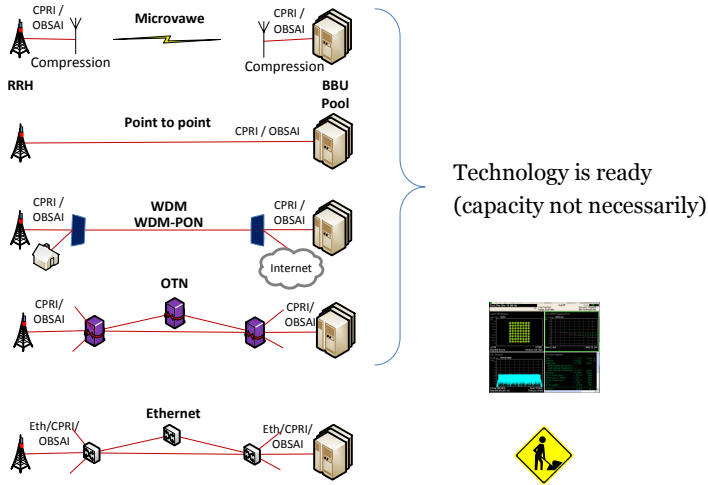 CPRI /
OBSAI
Microvawe
CPRI /
OBSAI
Compression
Compression
RRH
BBU
Pool
Point to point
CPRI / OBSAI
Technology is ready
(capacity not necessarily)
CPRI /
OBSAI
WDM
WDM-PON
CPRI /
OBSAI
Internet
OTN
CPRI/
OBSAI
CPRI/
OBSAI
Ethernet
Eth/CPRI/
OBSAI
Eth/CPRI/
OBSAI